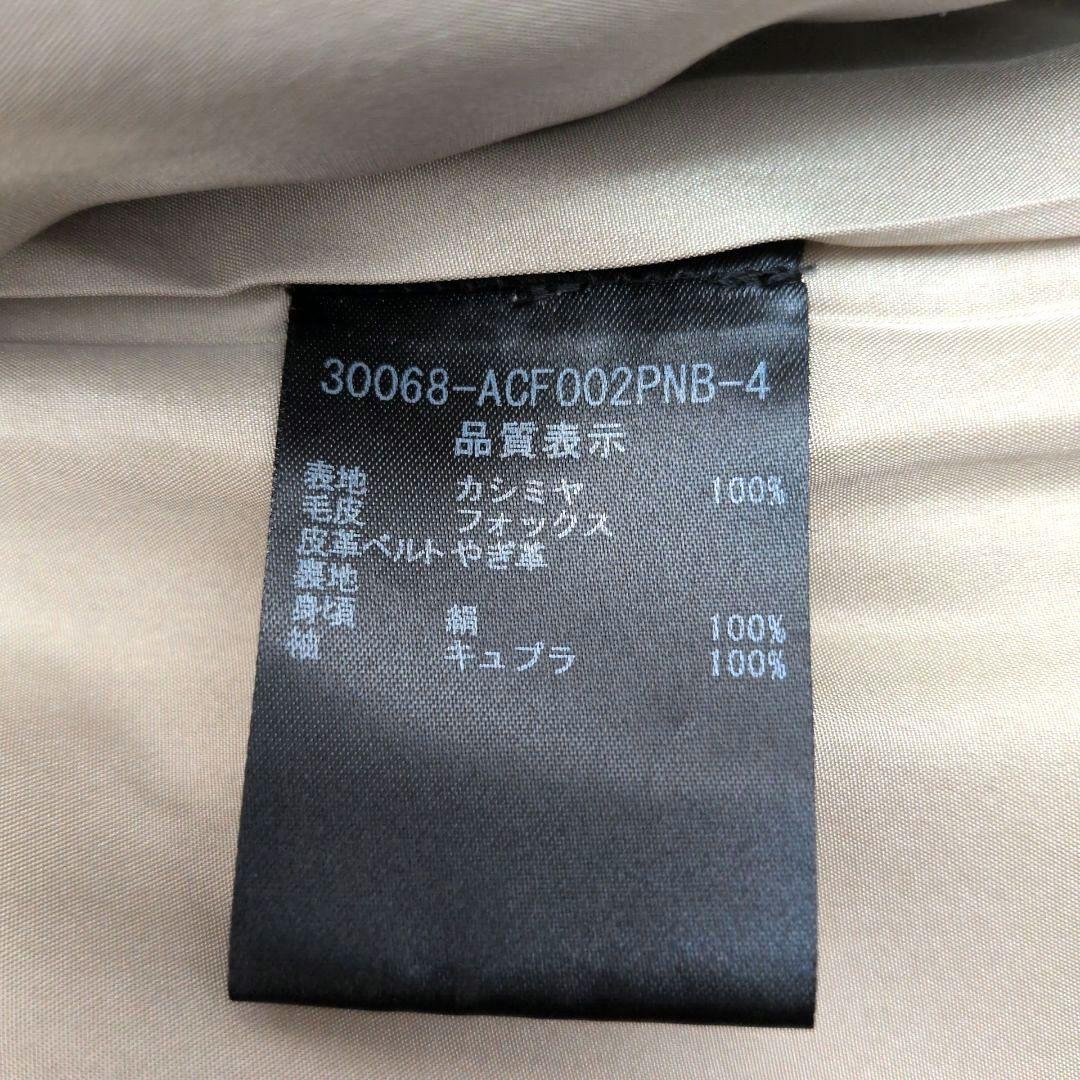 30068-ACF002PNB-4
品質表示
表地 カシミヤ 100%
毛皮 フォックス
皮革ベルト やぎ革
裏地
身頃 絹 100%
袖 キュプラ 100%